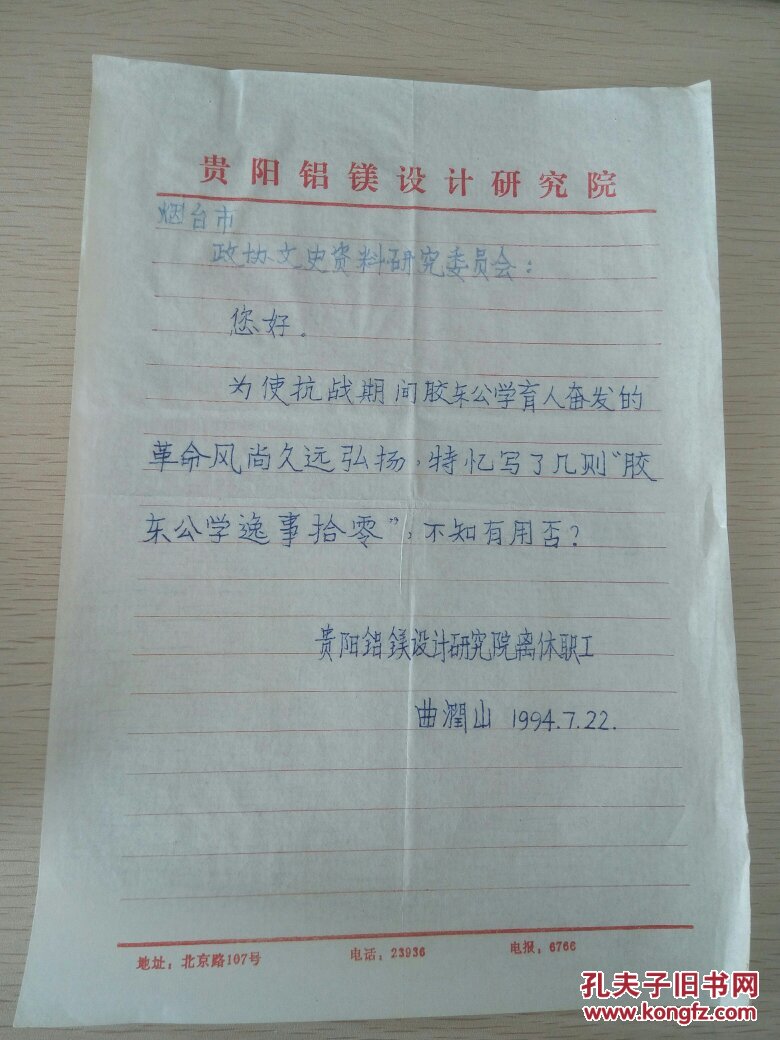 贵阳铝镁设计研究院
烟台市
政协文史资料研究委员会：
您好。
为使抗战期间胶东公学育人奋发的
革命风尚久远弘扬，特忆写了几则“胶
东公学逸事拾零”，不知有用否？
贵阳铝镁设计研究院离休职工
曲润山 1994.7.22.
地址：北京路107号 电话：23936 电报：6766
孔夫子旧书网
www.kongfz.com